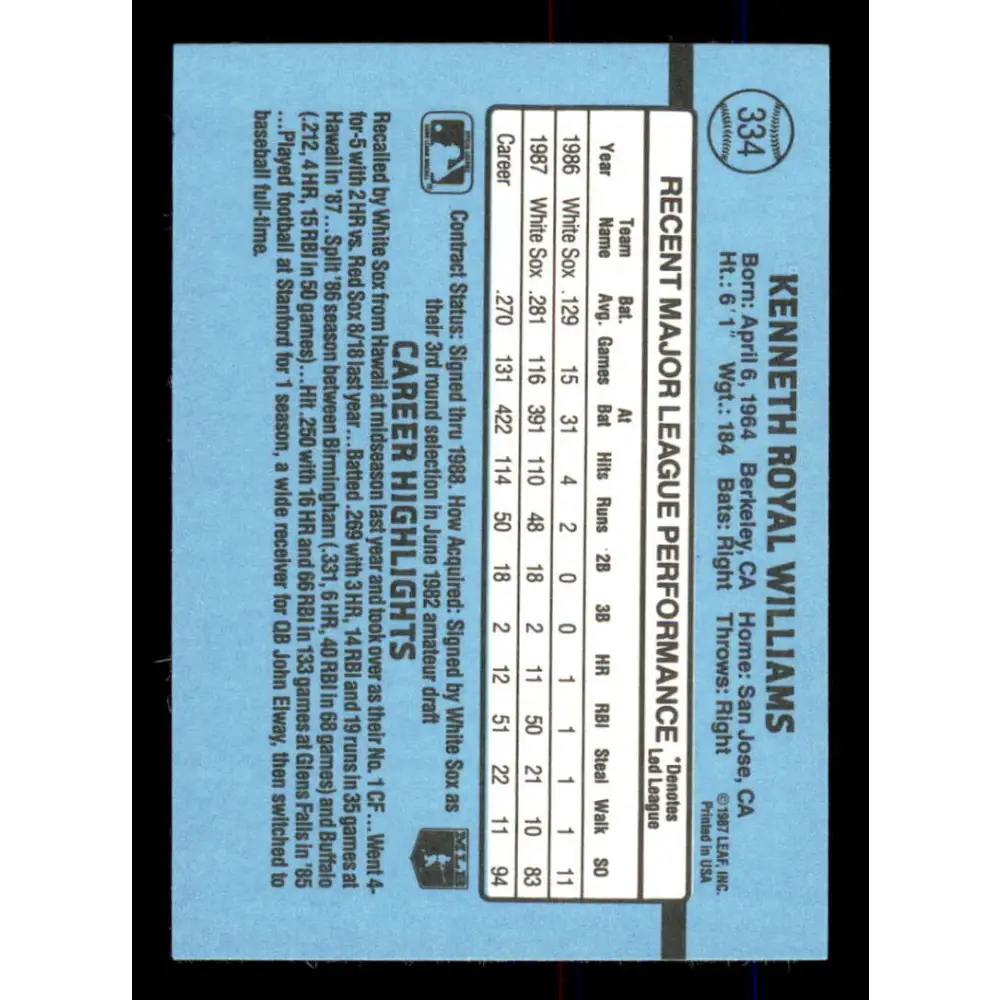 334
KENNETH ROYAL WILLIAMS
Born: April 6, 1964 Berkeley, CA Home: San Jose, CA
Ht.: 6'1" Wgt.: 184 Bats: Right Throws: Right
©1987 LEAF, INC.
Printed in USA
RECENT MAJOR LEAGUE PERFORMANCE *Denotes Led League
Year Team Name Bat. Avg. Games At Bat Hits Runs 2B 3B HR RBI Steal Walk SO
1986 White Sox .129 15 31 4 2 0 0 1 1 1 1 11
1987 White Sox .281 116 391 110 48 18 2 11 50 21 10 83
Career .270 131 422 114 50 18 2 12 51 22 11 94
Contract Status: Signed thru 1988. How Acquired: Signed by White Sox as
their 3rd round selection in June 1982 amateur draft
MLB
CAREER HIGHLIGHTS
Recalled by White Sox from Hawaii at midseason last year and took over as their No. 1 CF...Went 4-
for-5 with 2 HR vs. Red Sox 8/18 last year...Batted .269 with 3 HR, 14 RBI and 19 runs in 35 games at
Hawaii in '87...Split '86 season between Birmingham (.331, 6 HR, 40 RBI in 68 games) and Buffalo
(.212, 4 HR, 15 RBI in 50 games)...Hit .250 with 16 HR and 66 RBI in 133 games at Glens Falls in '85
...Played football at Stanford for 1 season, a wide receiver for QB John Elway, then switched to
baseball full-time.